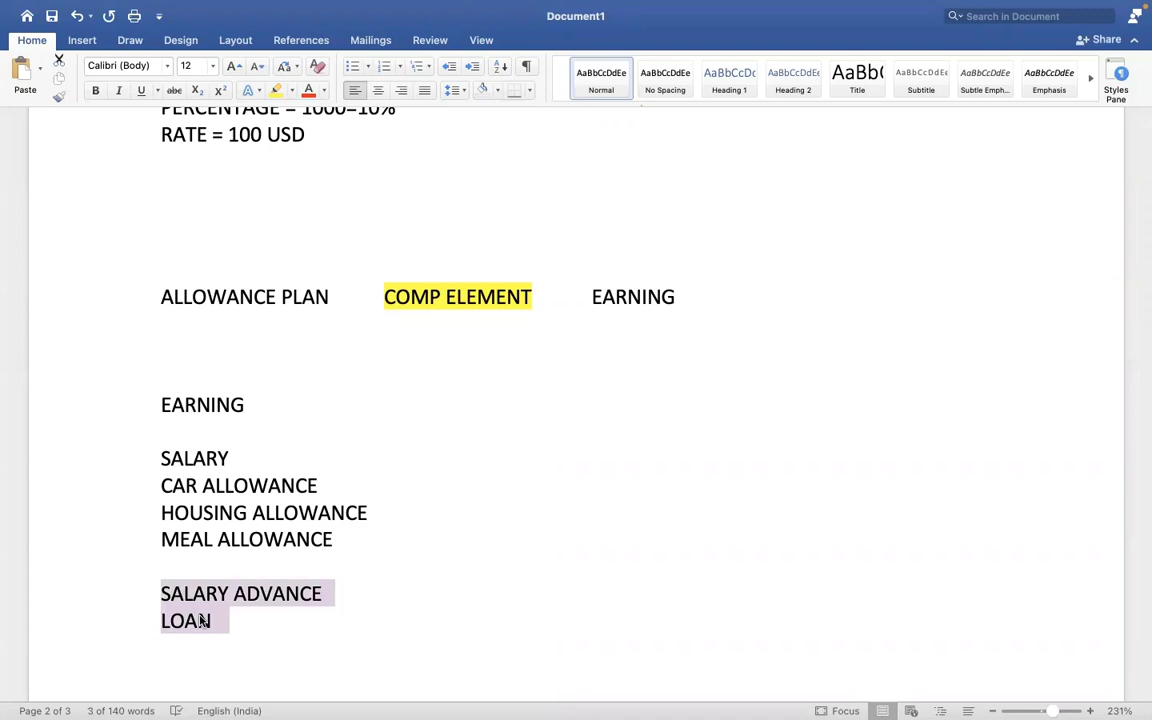 Document1
Search in Document
Home Insert Draw Design Layout References Mailings Review View
Share
Paste
Calibri (Body) 12
AaBbCcDdEe Normal
AaBbCcDdEe No Spacing
AaBbCcDc Heading 1
AaBbCcDdEe Heading 2
AaBb( Title
AaBbCcDdEe Subtitle
AaBbCcDdEe Subtle Emph...
AaBbCcDdEe Emphasis
Styles Pane
PERCENTAGE = 1000=10%
RATE = 100 USD
ALLOWANCE PLAN COMP ELEMENT EARNING
EARNING
SALARY
CAR ALLOWANCE
HOUSING ALLOWANCE
MEAL ALLOWANCE
SALARY ADVANCE
LOAN
Page 2 of 3 3 of 140 words English (India) Focus 231%